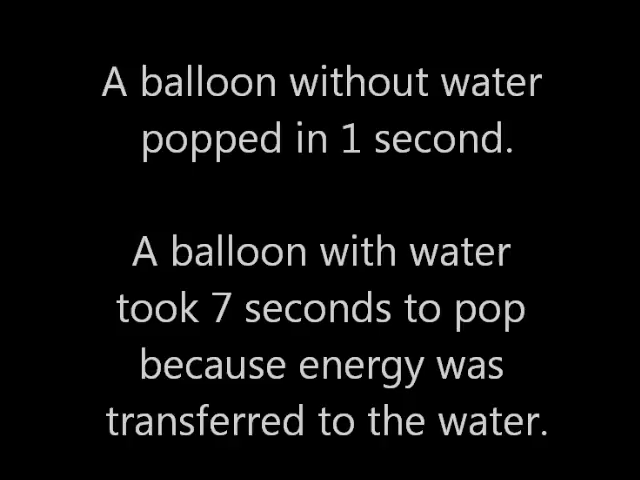 A balloon without water
popped in 1 second.
A balloon with water
took 7 seconds to pop
because energy was
transferred to the water.